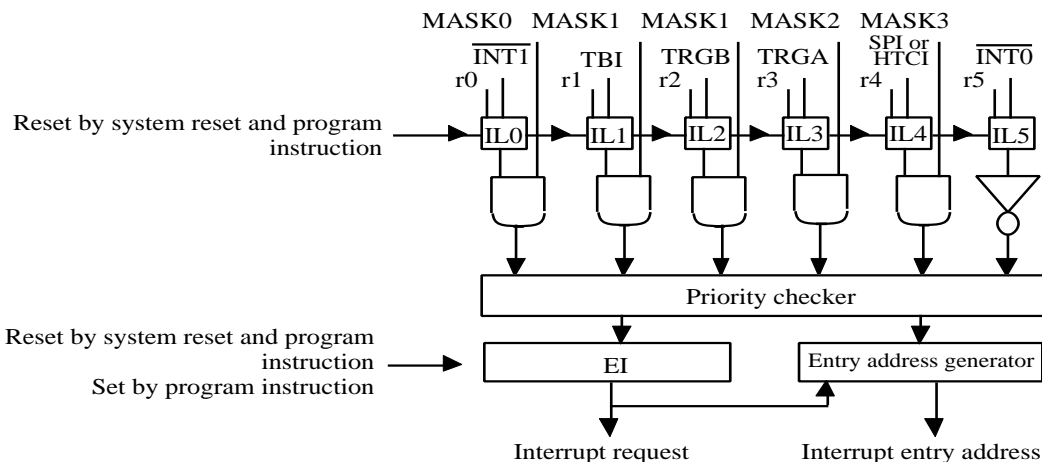 MASK0 MASK1 MASK1 MASK2 MASK3
INT1 TBI TRGB TRGA SPI or HTCI INT0
r0 r1 r2 r3 r4 r5
Reset by system reset and program
instruction
IL0 IL1 IL2 IL3 IL4 IL5
Priority checker
Reset by system reset and program
instruction
Set by program instruction
EI
Entry address generator
Interrupt request
Interrupt entry address